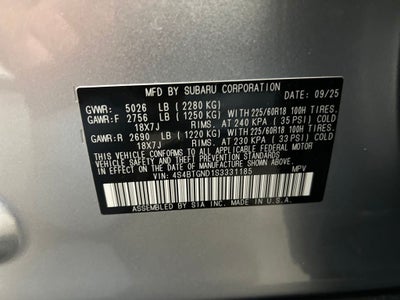 MFD BY SUBARU CORPORATION DATE: 09/25
GVWR: 5026 LB (2280 KG)
GAWR:F 2756 LB (1250 KG) WITH 225/60R18 100H TIRES.
18X7J RIMS. AT 240 KPA (35 PSI) COLD
GAWR:R 2690 LB (1220 KG) WITH 225/60R18 100H TIRES.
18X7J RIMS. AT 230 KPA (33 PSI) COLD
THIS VEHICLE CONFORMS TO ALL APPLICABLE FEDERAL MOTOR
VEHICLE SAFETY AND THEFT PREVENTION STANDARDS IN EFFECT
ON THE DATE OF MANUFACTURE SHOWN ABOVE.
VIN: 4S4BTGND1S3331185 MPV
ASSEMBLED BY SIA, INC. MADE IN U.S.A.